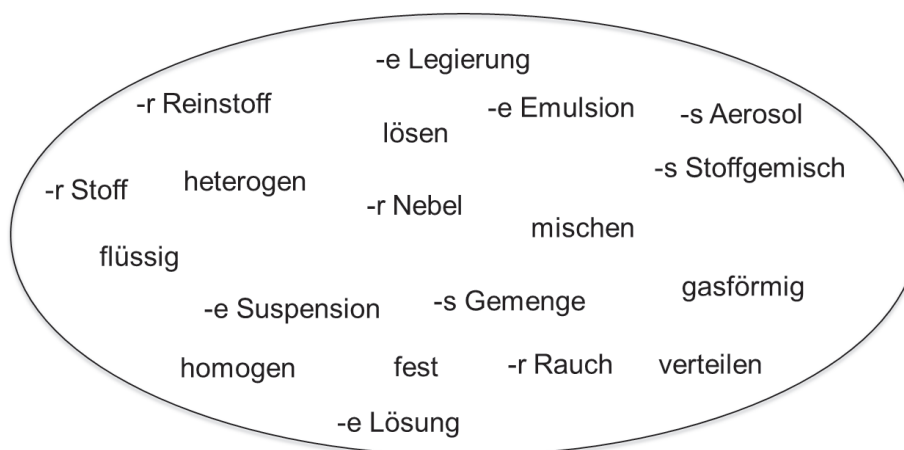 -e Legierung
-r Reinstoff
-e Emulsion
-s Aerosol
lösen
-s Stoffgemisch
-r Stoff
heterogen
-r Nebel
mischen
flüssig
gasförmig
-e Suspension
-s Gemenge
homogen
fest
-r Rauch
verteilen
-e Lösung